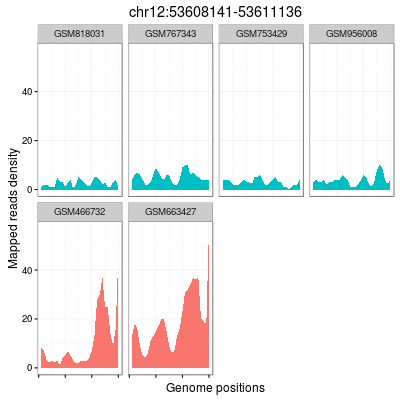 chr12:53608141-53611136
GSM818031 GSM767343 GSM753429 GSM956008
40
20
0
GSM466732 GSM663427
40
20
0
Mapped reads density
Genome positions